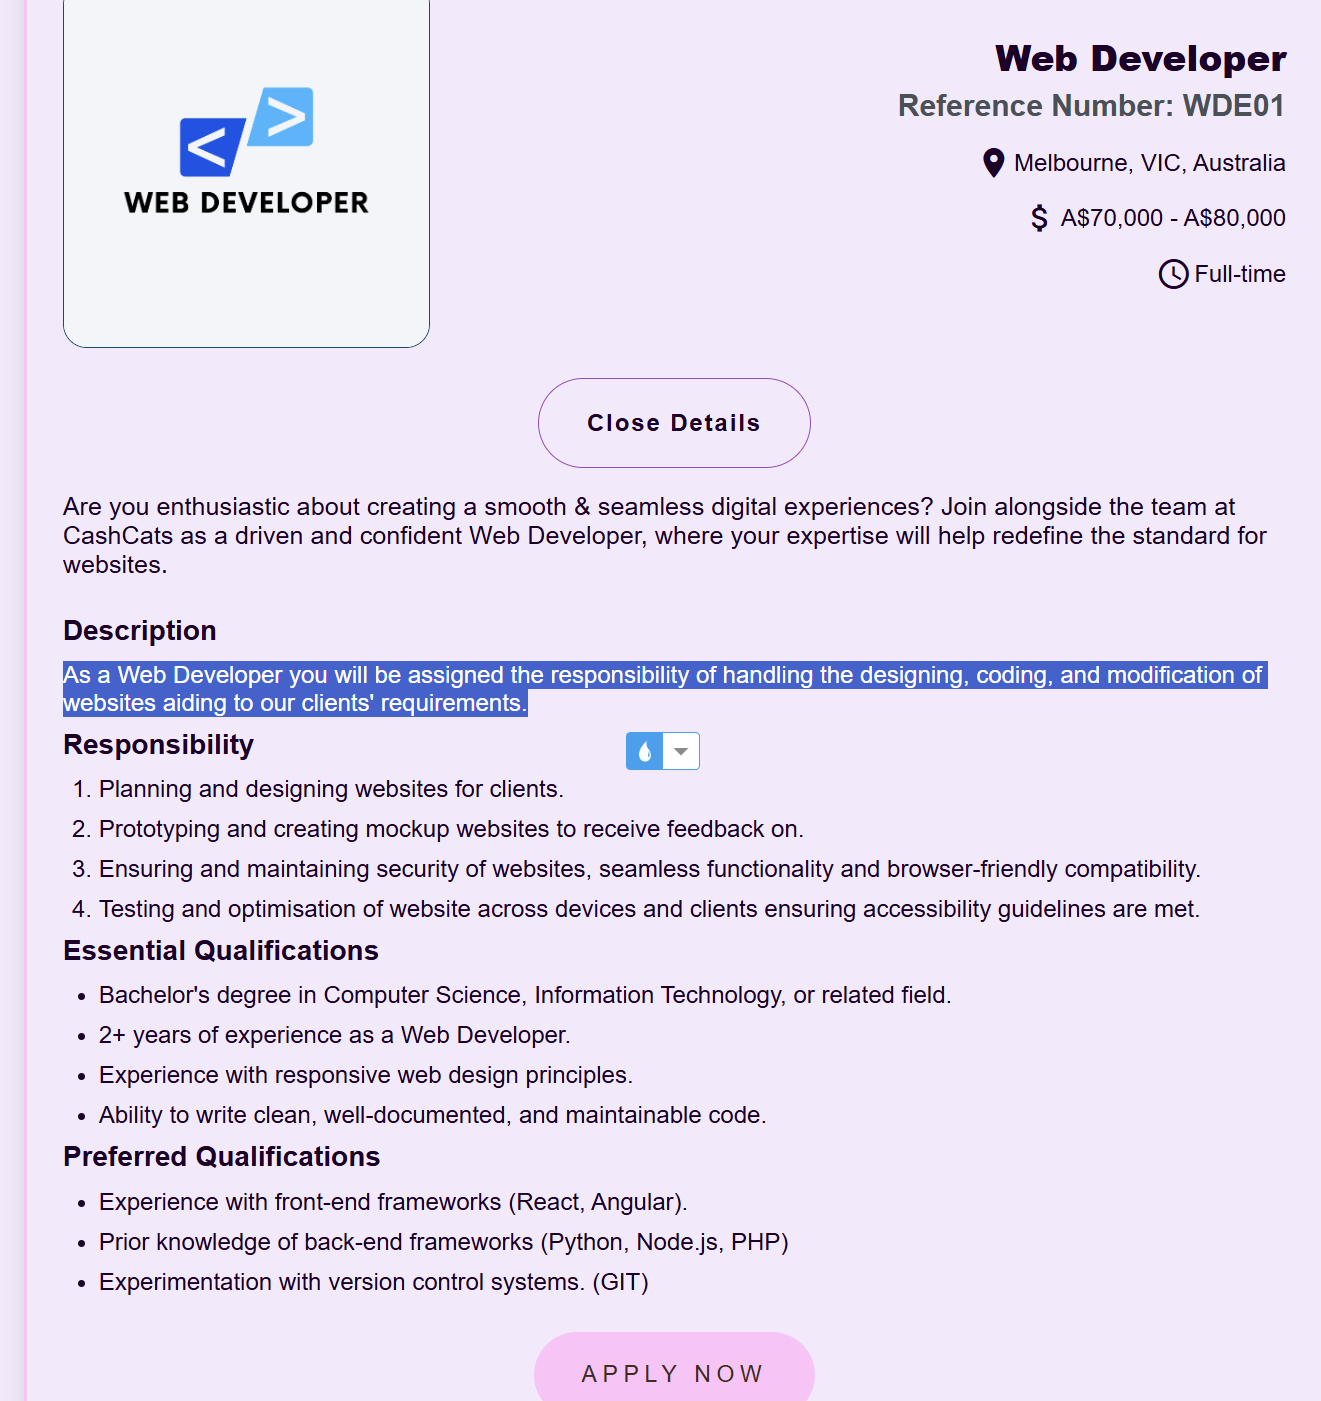 < >
WEB DEVELOPER
Web Developer
Reference Number: WDE01
Melbourne, VIC, Australia
$ A$70,000 - A$80,000
Full-time
Close Details
Are you enthusiastic about creating a smooth & seamless digital experiences? Join alongside the team at
CashCats as a driven and confident Web Developer, where your expertise will help redefine the standard for
websites.
Description
As a Web Developer you will be assigned the responsibility of handling the designing, coding, and modification of
websites aiding to our clients' requirements.
Responsibility
1. Planning and designing websites for clients.
2. Prototyping and creating mockup websites to receive feedback on.
3. Ensuring and maintaining security of websites, seamless functionality and browser-friendly compatibility.
4. Testing and optimisation of website across devices and clients ensuring accessibility guidelines are met.
Essential Qualifications
• Bachelor's degree in Computer Science, Information Technology, or related field.
• 2+ years of experience as a Web Developer.
• Experience with responsive web design principles.
• Ability to write clean, well-documented, and maintainable code.
Preferred Qualifications
• Experience with front-end frameworks (React, Angular).
• Prior knowledge of back-end frameworks (Python, Node.js, PHP)
• Experimentation with version control systems. (GIT)
APPLY NOW